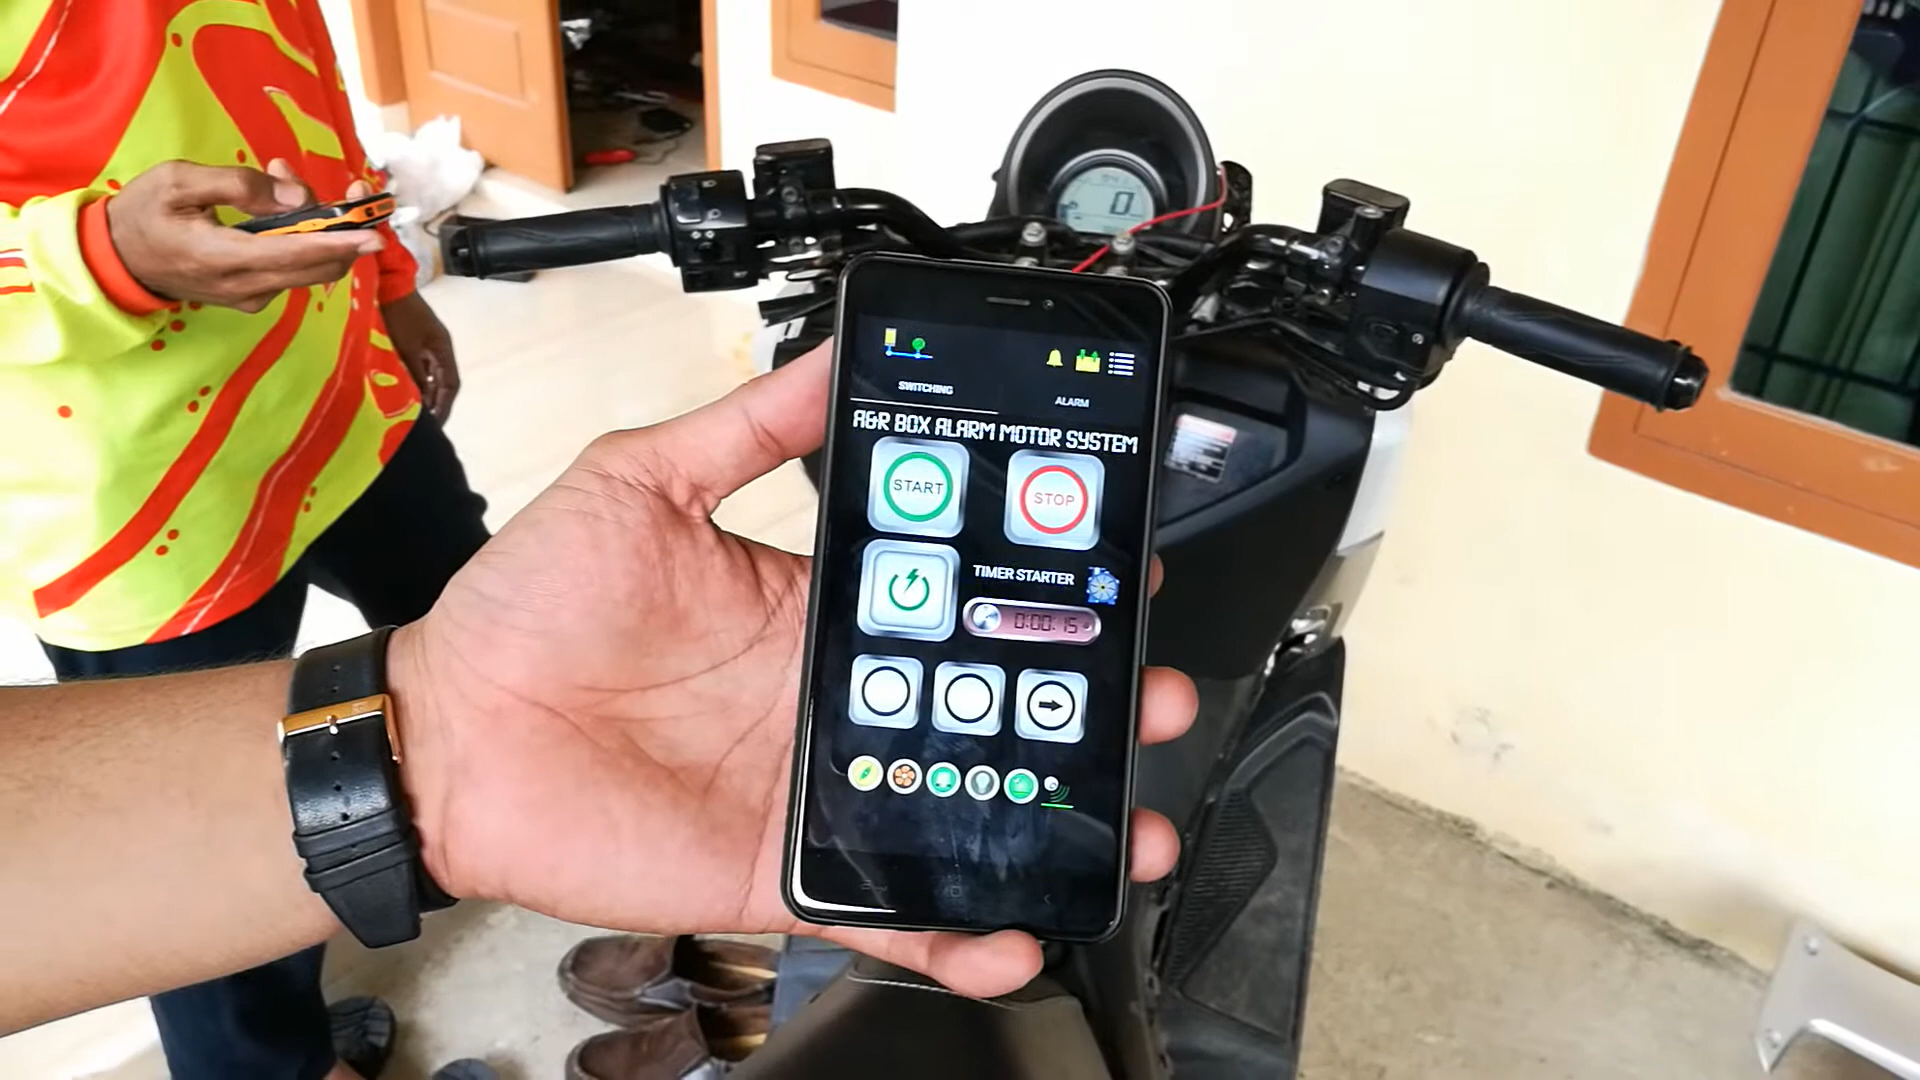 SWITCHING
ALARM
A&R BOX ALARM MOTOR SYSTEM
START
STOP
TIMER STARTER
0:00:15
0